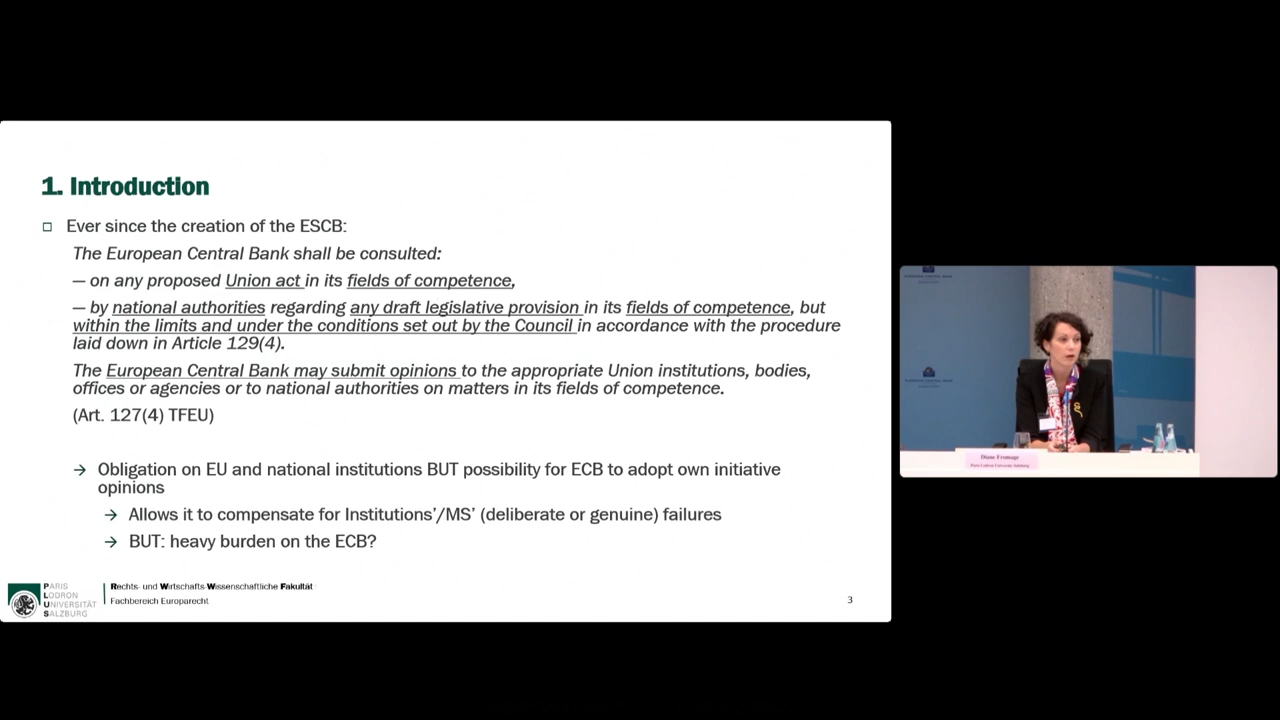 1. Introduction
Ever since the creation of the ESCB:
The European Central Bank shall be consulted:
— on any proposed Union act in its fields of competence,
— by national authorities regarding any draft legislative provision in its fields of competence, but
within the limits and under the conditions set out by the Council in accordance with the procedure
laid down in Article 129(4).
The European Central Bank may submit opinions to the appropriate Union institutions, bodies,
offices or agencies or to national authorities on matters in its fields of competence.
(Art. 127(4) TFEU)
→ Obligation on EU and national institutions BUT possibility for ECB to adopt own initiative
opinions
→ Allows it to compensate for Institutions'/MS' (deliberate or genuine) failures
→ BUT: heavy burden on the ECB?
PARIS
LODRON
UNIVERSITÄT
SALZBURG
Rechts- und Wirtschafts-Wissenschaftliche Fakultät
Fachbereich Europarecht
3
Diane Fromage
Paris Lodron University Salzburg